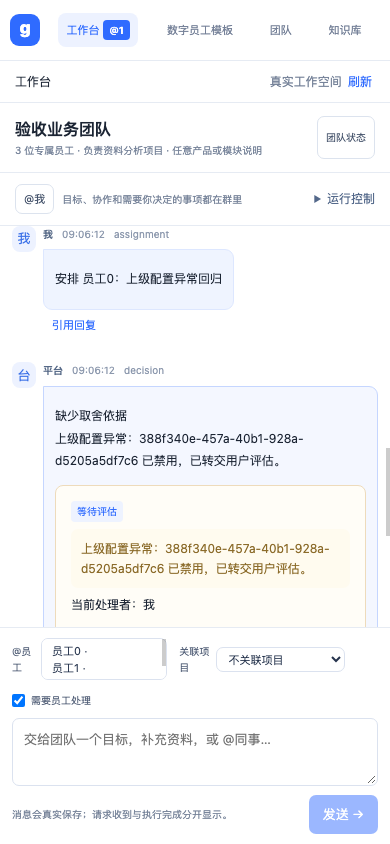 g 工作台 @1 数字员工模板 团队 知识库
工作台 真实工作空间 刷新
验收业务团队
3 位专属员工 · 负责资料分析项目 · 任意产品或模块说明
团队状态
@我 目标、协作和需要你决定的事项都在群里 ▶ 运行控制
我 我 09:06:12 assignment
安排 员工0：上级配置异常回归
引用回复
台 平台 09:06:12 decision
缺少取舍依据
上级配置异常：388f340e-457a-40b1-928a-
d5205a5df7c6 已禁用，已转交用户评估。
等待评估
上级配置异常：388f340e-457a-40b1-928a-
d5205a5df7c6 已禁用，已转交用户评估。
当前处理者：我
@员
工
员工0 ·
员工1 ·
关联项
目
不关联项目
需要员工处理
交给团队一个目标，补充资料，或 @同事...
消息会真实保存；请求收到与执行完成分开显示。
发送 →